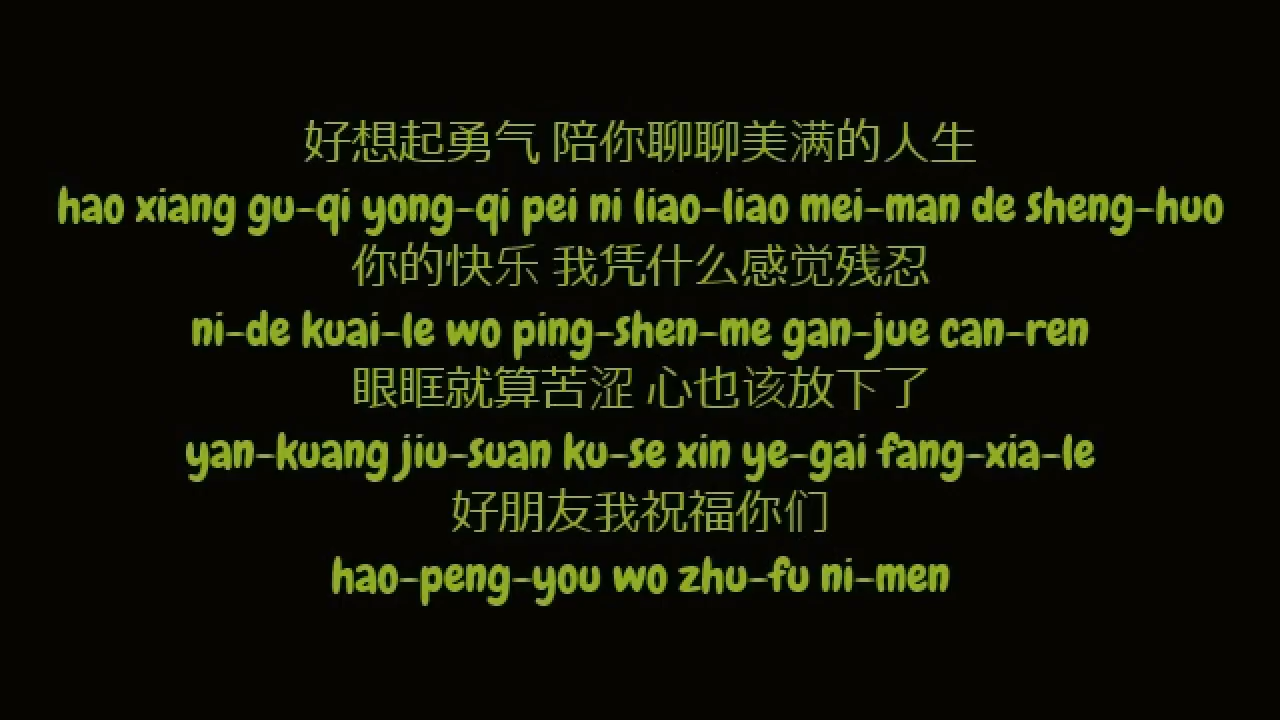 好想起勇气 陪你聊聊美满的人生
hao xiang gu-qi yong-qi pei ni liao-liao mei-man de sheng-huo
你的快乐 我凭什么感觉残忍
ni-de kuai-le wo ping-shen-me gan-jue can-ren
眼眶就算苦涩 心也该放下了
yan-kuang jiu-suan ku-se xin ye-gai fang-xia-le
好朋友我祝福你们
hao-peng-you wo zhu-fu ni-men